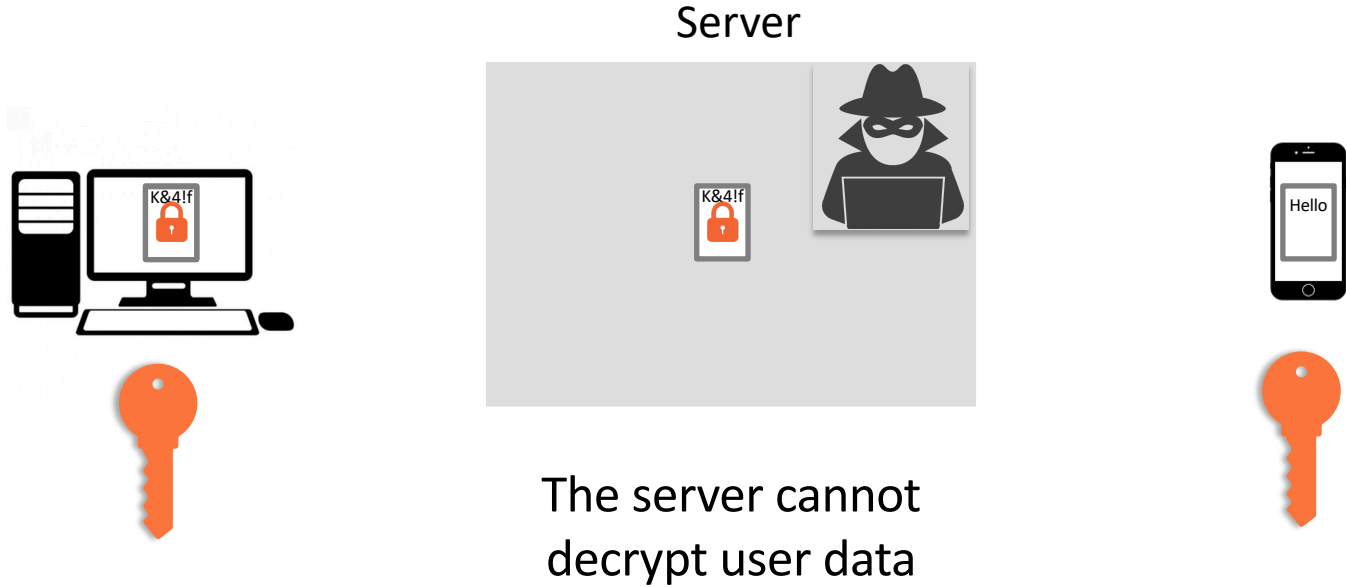 Server
K&4!f
K&4!f
Hello
The server cannot
decrypt user data